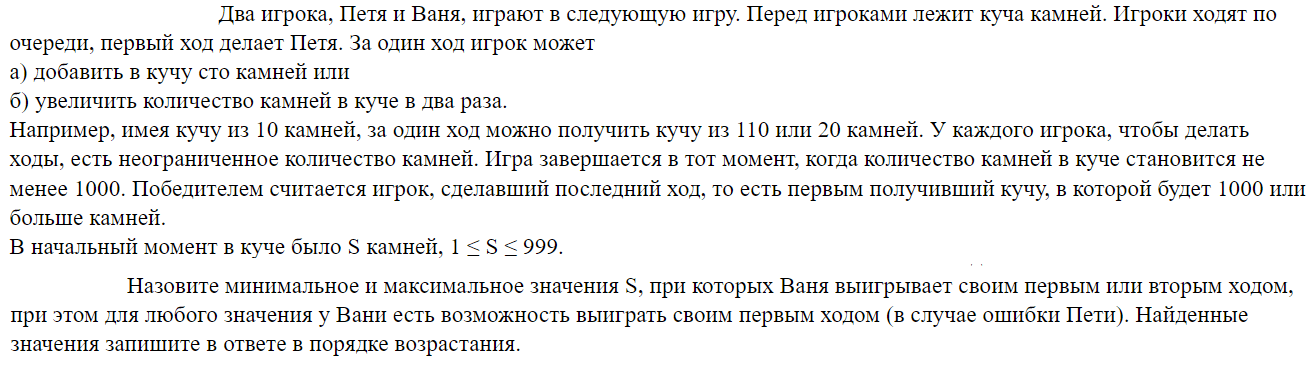 Два игрока, Петя и Ваня, играют в следующую игру. Перед игроками лежит куча камней. Игроки ходят по
очереди, первый ход делает Петя. За один ход игрок может
а) добавить в кучу сто камней или
б) увеличить количество камней в куче в два раза.
Например, имея кучу из 10 камней, за один ход можно получить кучу из 110 или 20 камней. У каждого игрока, чтобы делать
ходы, есть неограниченное количество камней. Игра завершается в тот момент, когда количество камней в куче становится не
менее 1000. Победителем считается игрок, сделавший последний ход, то есть первым получивший кучу, в которой будет 1000 или
больше камней.
В начальный момент в куче было S камней, 1 ≤ S ≤ 999.
Назовите минимальное и максимальное значения S, при которых Ваня выигрывает своим первым или вторым ходом,
при этом для любого значения у Вани есть возможность выиграть своим первым ходом (в случае ошибки Пети). Найденные
значения запишите в ответе в порядке возрастания.